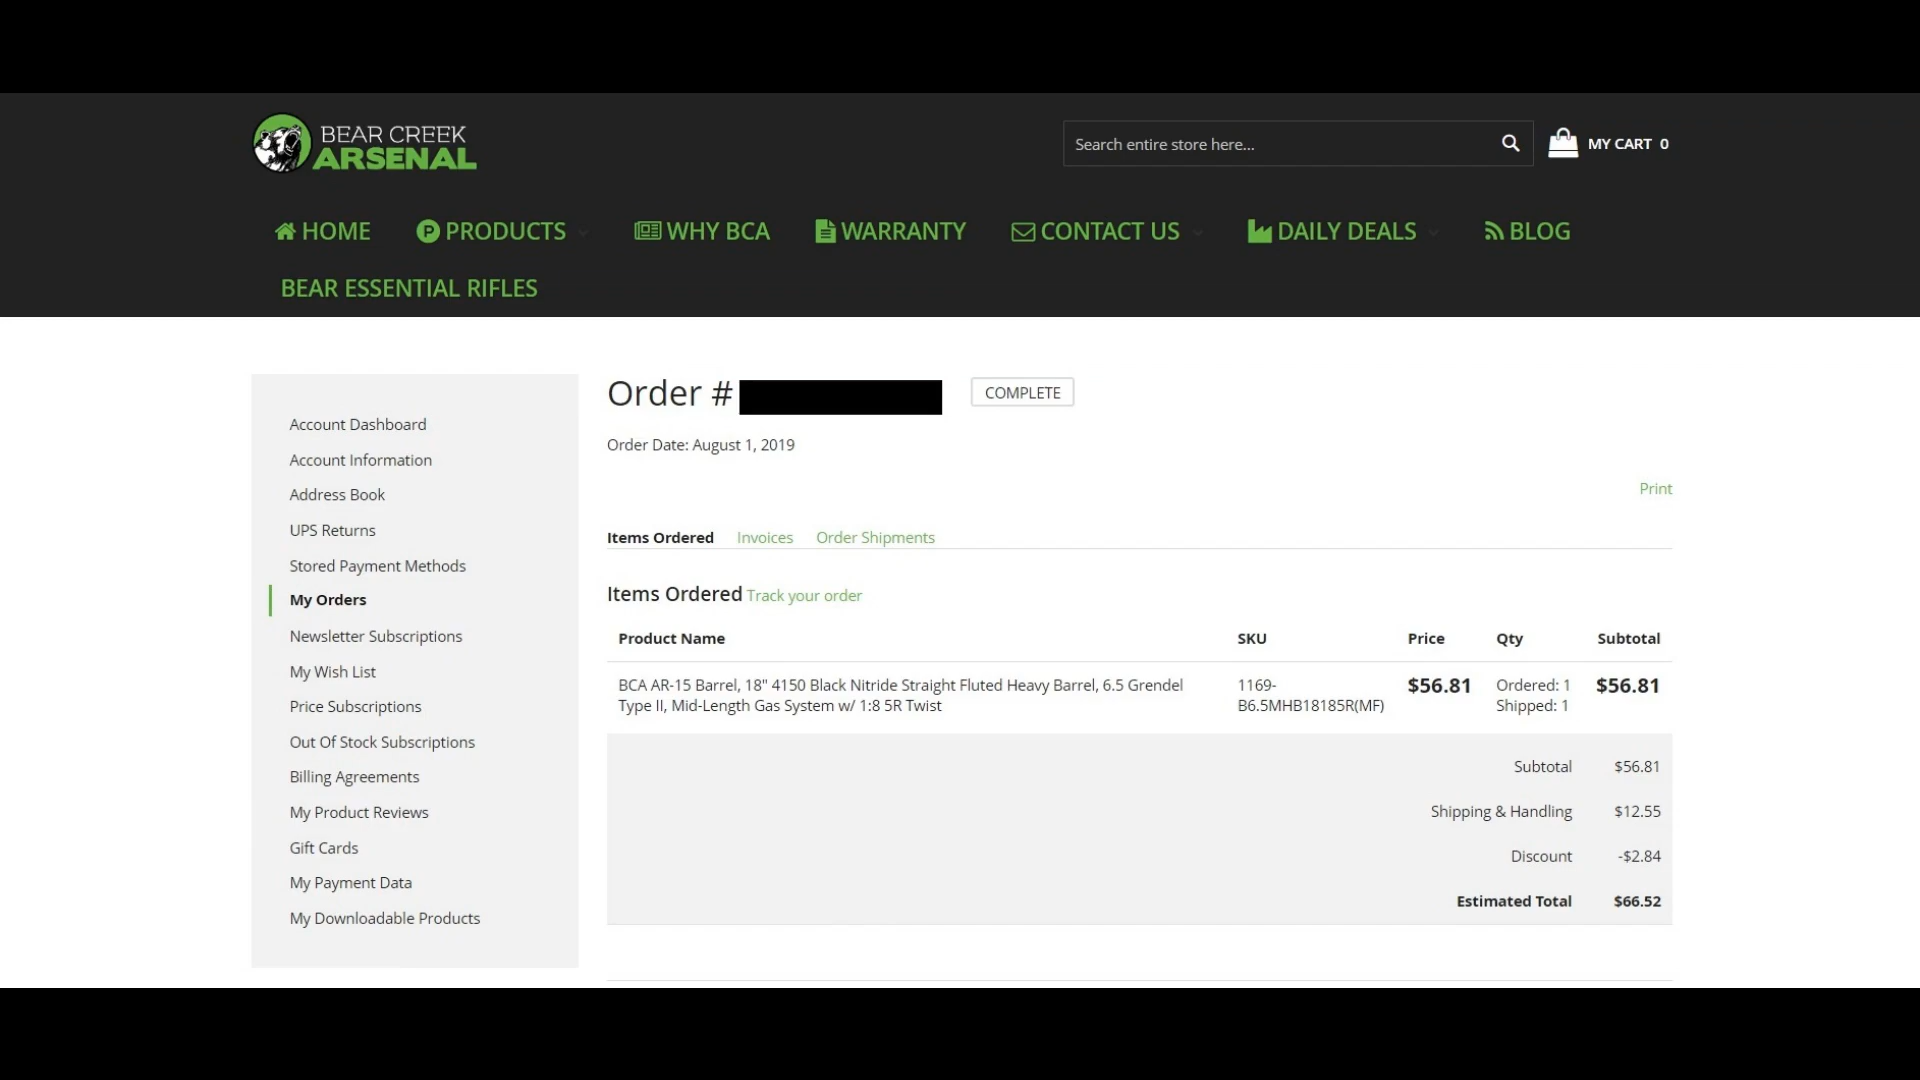 BEAR CREEK
ARSENAL
Search entire store here...
MY CART 0
HOME
PRODUCTS
WHY BCA
WARRANTY
CONTACT US
DAILY DEALS
BLOG
BEAR ESSENTIAL RIFLES
Account Dashboard
Account Information
Address Book
UPS Returns
Stored Payment Methods
My Orders
Newsletter Subscriptions
My Wish List
Price Subscriptions
Out Of Stock Subscriptions
Billing Agreements
My Product Reviews
Gift Cards
My Payment Data
My Downloadable Products
Order #
COMPLETE
Order Date: August 1, 2019
Print
Items Ordered Invoices Order Shipments
Items Ordered Track your order
Product Name SKU Price Qty Subtotal
BCA AR-15 Barrel, 18" 4150 Black Nitride Straight Fluted Heavy Barrel, 6.5 Grendel
Type II, Mid-Length Gas System w/ 1:8 5R Twist
1169-
B6.5MHB18185R(MF)
$56.81
Ordered: 1
Shipped: 1
$56.81
Subtotal $56.81
Shipping & Handling $12.55
Discount -$2.84
Estimated Total $66.52